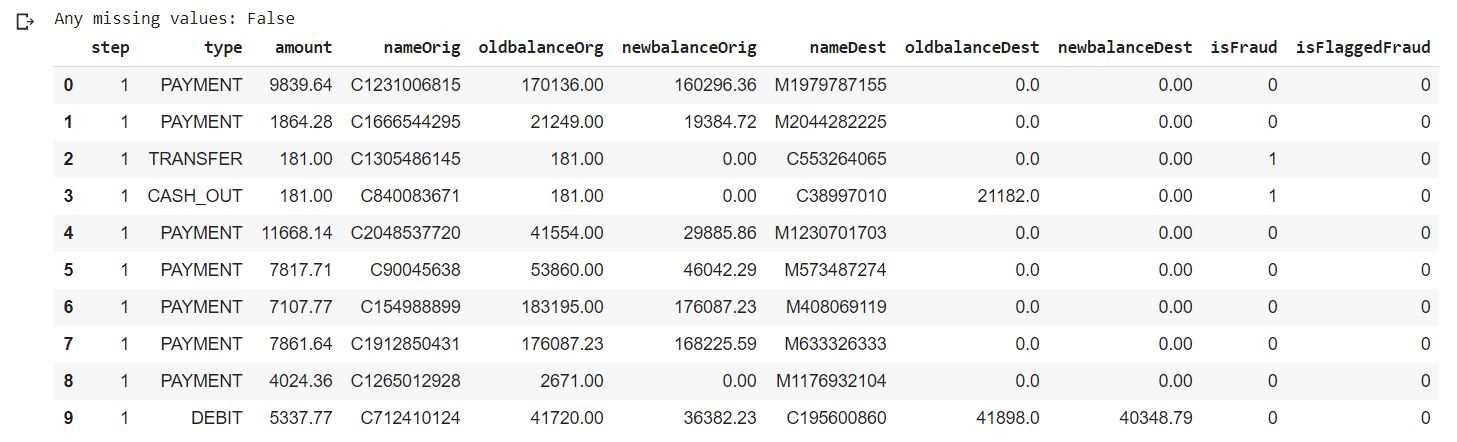 Any missing values: False
step type amount nameOrig oldbalanceOrg newbalanceOrig nameDest oldbalanceDest newbalanceDest isFraud isFlaggedFraud
0 1 PAYMENT 9839.64 C1231006815 170136.00 160296.36 M1979787155 0.0 0.00 0 0
1 1 PAYMENT 1864.28 C1666544295 21249.00 19384.72 M2044282225 0.0 0.00 0 0
2 1 TRANSFER 181.00 C1305486145 181.00 0.00 C553264065 0.0 0.00 1 0
3 1 CASH_OUT 181.00 C840083671 181.00 0.00 C38997010 21182.0 0.00 1 0
4 1 PAYMENT 11668.14 C2048537720 41554.00 29885.86 M1230701703 0.0 0.00 0 0
5 1 PAYMENT 7817.71 C90045638 53860.00 46042.29 M573487274 0.0 0.00 0 0
6 1 PAYMENT 7107.77 C154988899 183195.00 176087.23 M408069119 0.0 0.00 0 0
7 1 PAYMENT 7861.64 C1912850431 176087.23 168225.59 M633326333 0.0 0.00 0 0
8 1 PAYMENT 4024.36 C1265012928 2671.00 0.00 M1176932104 0.0 0.00 0 0
9 1 DEBIT 5337.77 C712410124 41720.00 36382.23 C195600860 41898.0 40348.79 0 0